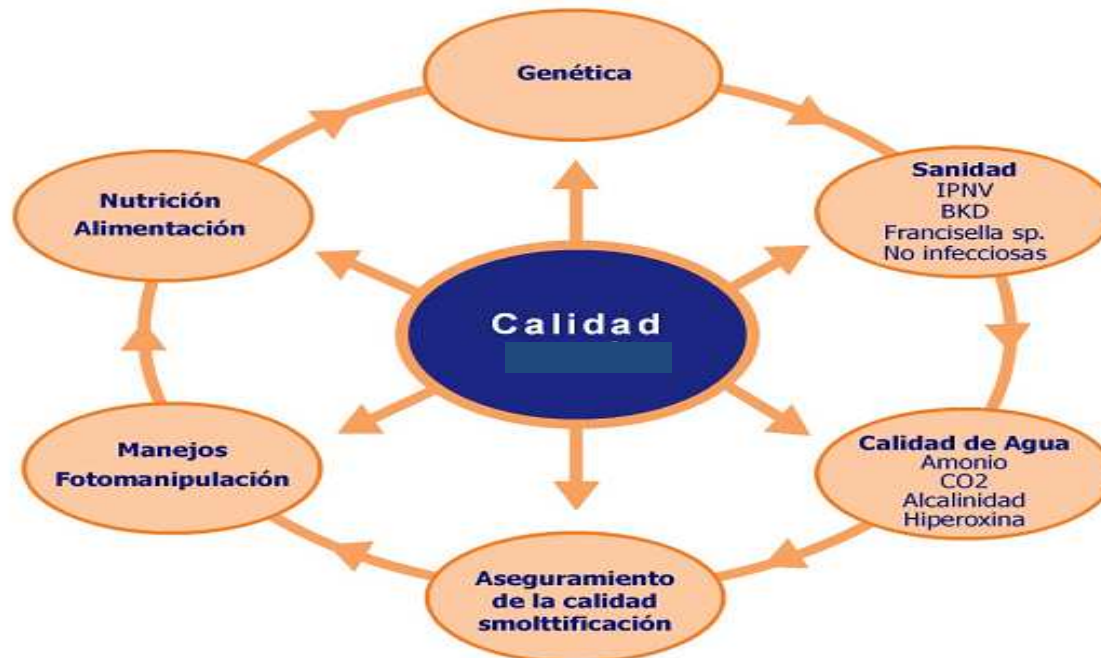 Genética
Sanidad
IPNV
BKD
Francisella sp.
No infecciosas
Nutrición
Alimentación
Calidad
Manejos
Fotomanipulación
Calidad de Agua
Amonio
CO2
Alcalinidad
Hiperoxina
Aseguramiento
de la calidad
smolttificación